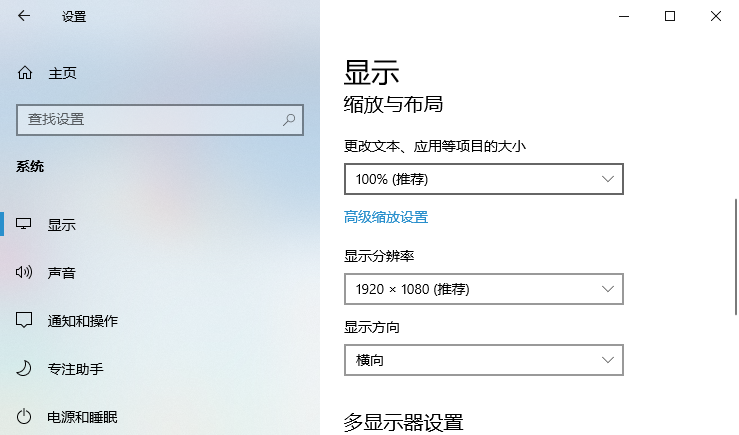 设置
主页
查找设置
系统
显示
声音
通知和操作
专注助手
电源和睡眠
显示
缩放与布局
更改文本、应用等项目的大小
100% (推荐)
高级缩放设置
显示分辨率
1920 × 1080 (推荐)
显示方向
横向
多显示器设置